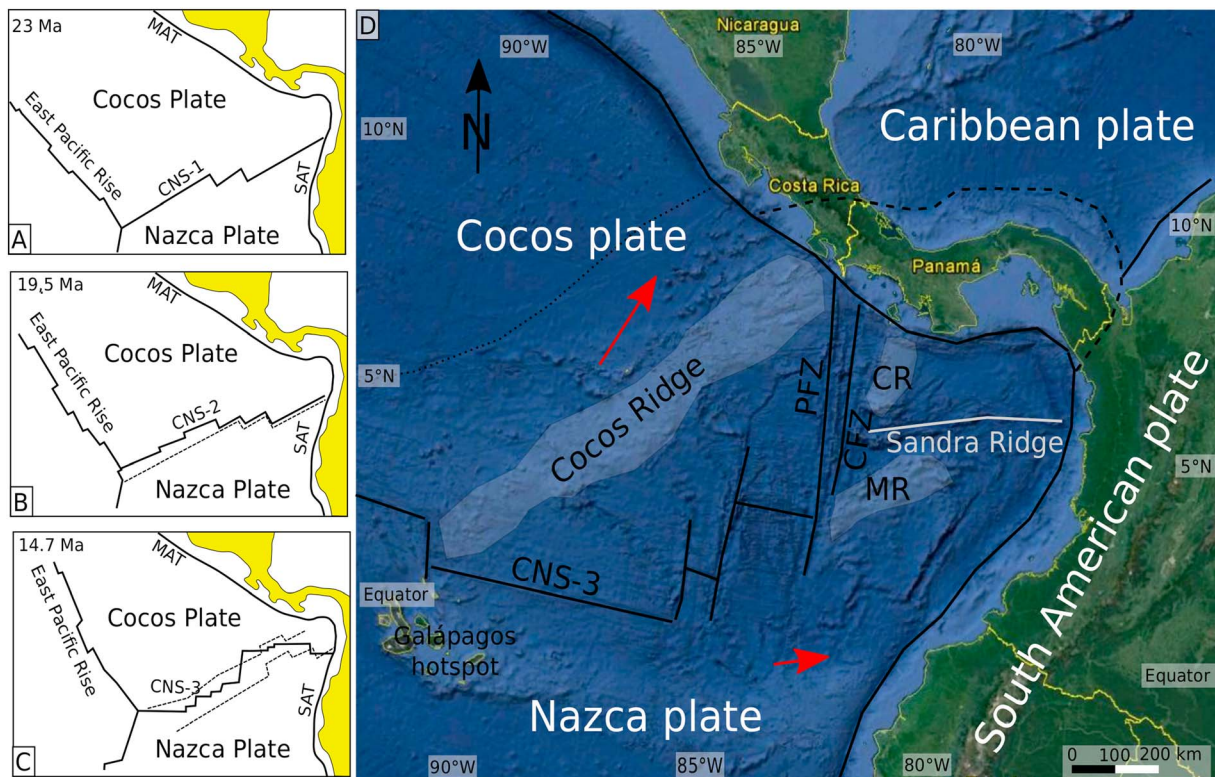 23 Ma
MAT
Cocos Plate
East Pacific Rise
CNS-1
SAT
Nazca Plate
A
19,5 Ma
MAT
Cocos Plate
East Pacific Rise
CNS-2
SAT
Nazca Plate
B
14.7 Ma
MAT
Cocos Plate
East Pacific Rise
CNS-3
SAT
Nazca Plate
C
D
Nicaragua
90°W
85°W
80°W
N
10°N
Caribbean plate
Costa Rica
Cocos plate
10°N
Panamá
5°N
Cocos Ridge
PFZ
CFZ
CR
Sandra Ridge
MR
5°N
South American plate
CNS-3
Equator
Galápagos
hotspot
Equator
Nazca plate
90°W
85°W
80°W
0 100 200 km